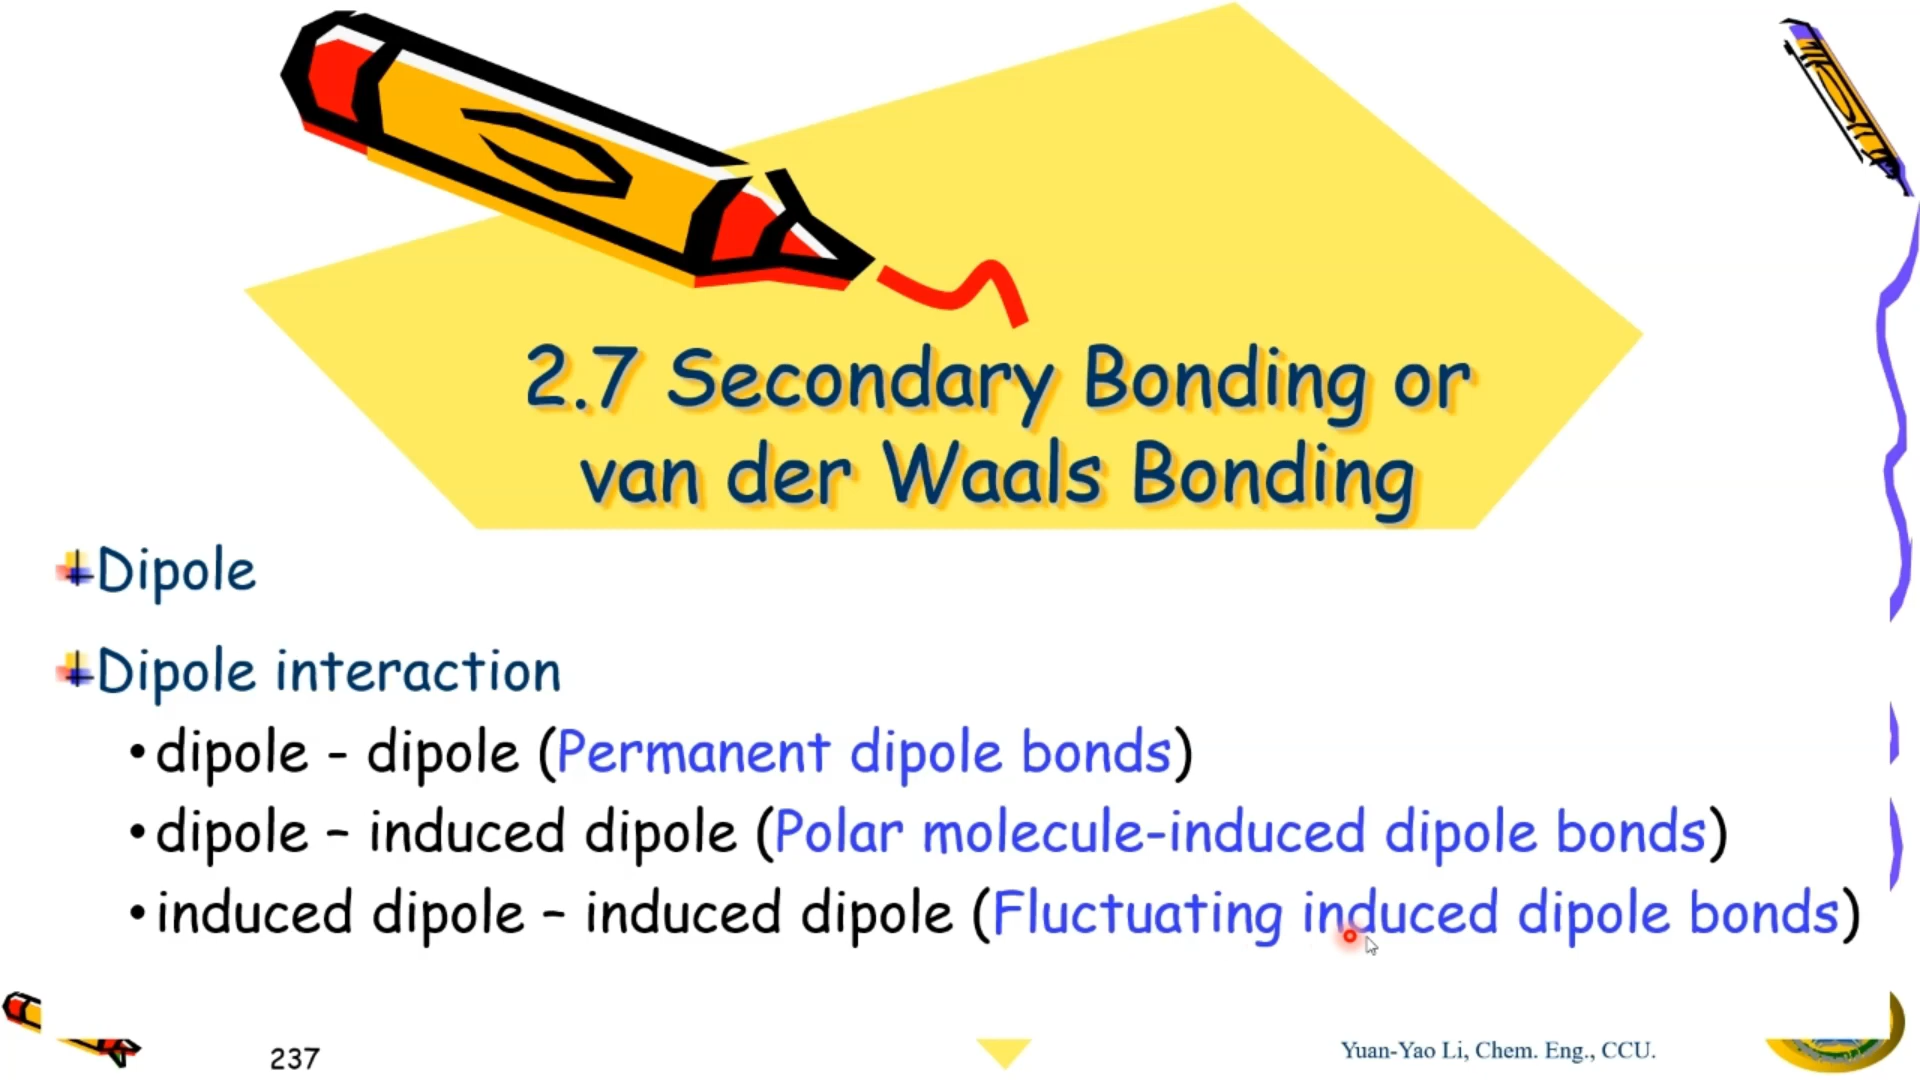 2.7 Secondary Bonding or
van der Waals Bonding
Dipole
Dipole interaction
•dipole - dipole (Permanent dipole bonds)
•dipole – induced dipole (Polar molecule-induced dipole bonds)
•induced dipole – induced dipole (Fluctuating induced dipole bonds)
237
Yuan-Yao Li, Chem. Eng., CCU.